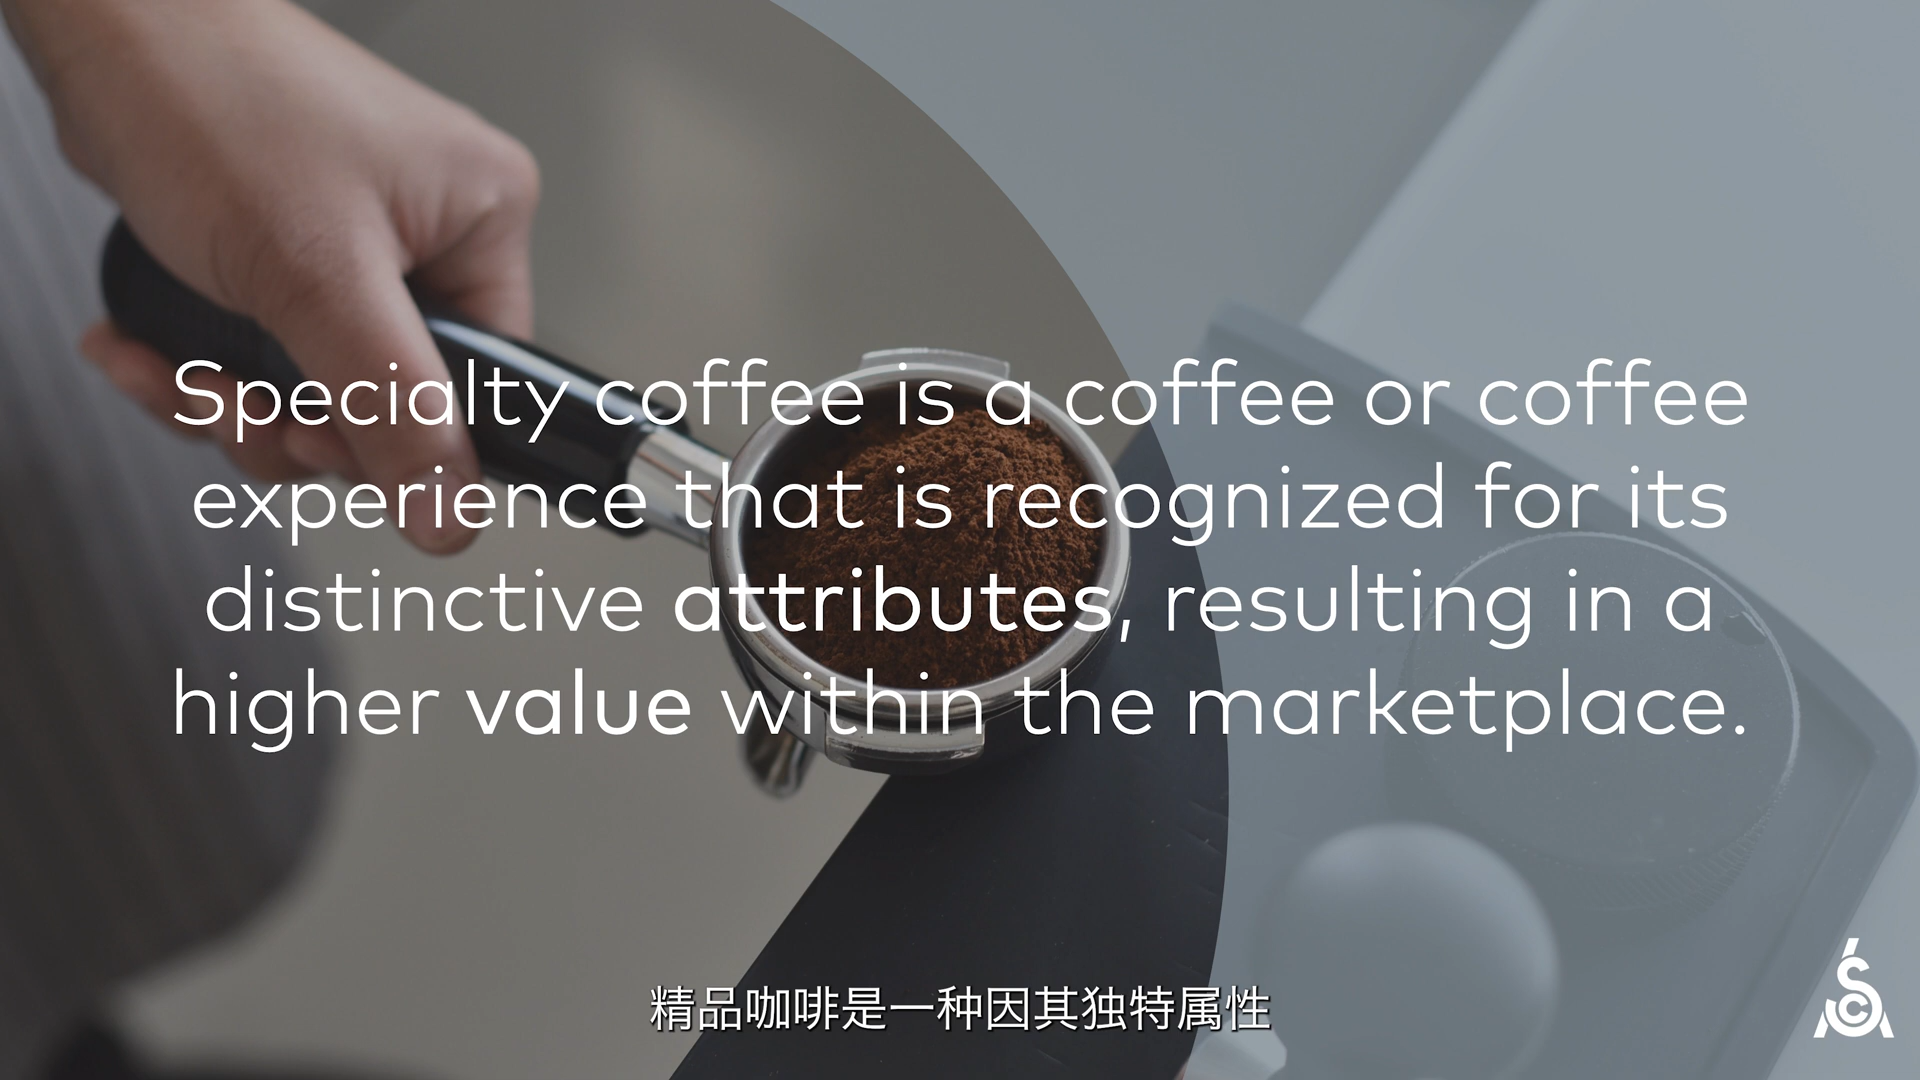 Specialty coffee is a coffee or coffee
experience that is recognized for its
distinctive attributes, resulting in a
higher value within the marketplace.
精品咖啡是一种因其独特属性
SCA